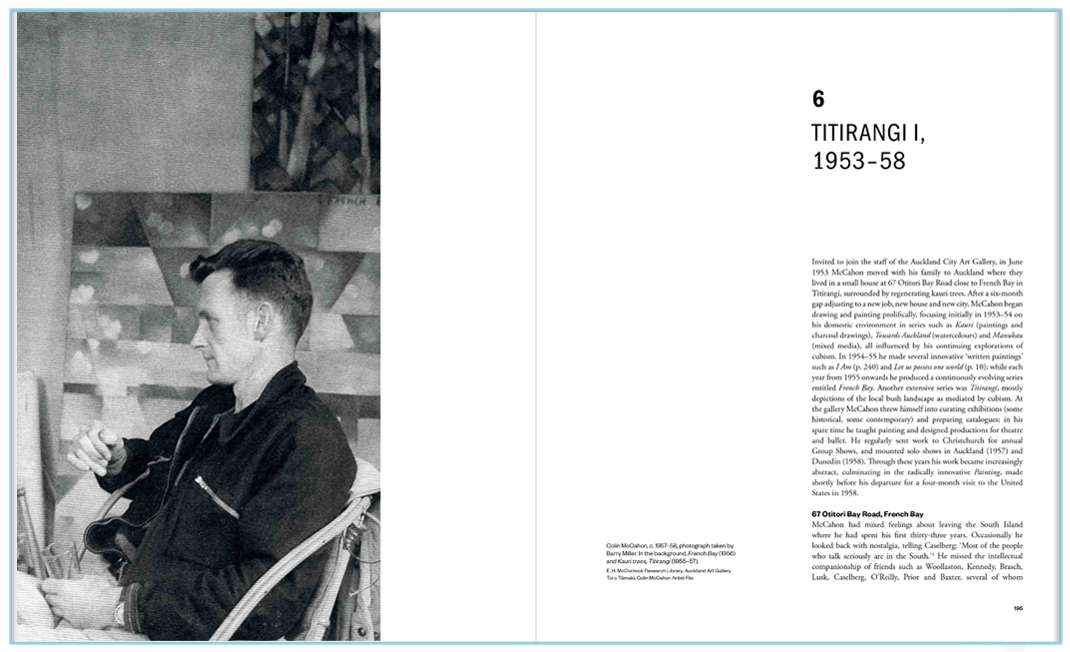 FRENCH
6
TITIRANGI I,
1953–58
Invited to join the staff of the Auckland City Art Gallery, in June
1953 McCahon moved with his family to Auckland where they
lived in a small house at 67 Otitori Bay Road close to French Bay in
Titirangi, surrounded by regenerating kauri trees. After a six-month
gap adjusting to a new job, new house and new city, McCahon began
drawing and painting prolifically, focusing initially in 1953–54 on
his domestic environment in series such as Kauri (paintings and
charcoal drawings), Towards Auckland (watercolours) and Manukau
(mixed media), all influenced by his continuing explorations of
cubism. In 1954–55 he made several innovative ‘written paintings’
such as I Am (p. 240) and Let us possess one world (p. 10); while each
year from 1955 onwards he produced a continuously evolving series
entitled French Bay. Another extensive series was Titirangi, mostly
depictions of the local bush landscape as mediated by cubism. At
the gallery McCahon threw himself into curating exhibitions (some
historical, some contemporary) and preparing catalogues; in his
spare time he taught painting and designed productions for theatre
and ballet. He regularly sent work to Christchurch for annual
Group Shows, and mounted solo shows in Auckland (1957) and
Dunedin (1958). Through these years his work became increasingly
abstract, culminating in the radically innovative Painting, made
shortly before his departure for a four-month visit to the United
States in 1958.
67 Otitori Bay Road, French Bay
McCahon had mixed feelings about leaving the South Island
where he had spent his first thirty-three years. Occasionally he
looked back with nostalgia, telling Caselberg: ‘Most of the people
who talk seriously are in the South.’¹ He missed the intellectual
companionship of friends such as Woollaston, Kennedy, Brasch,
Lusk, Caselberg, O’Reilly, Prior and Baxter, several of whom
Colin McCahon, c. 1957–58, photograph taken by
Barry Miller. In the background, French Bay (1956)
and Kauri trees, Titirangi (1955–57).
E. H. McCormick Research Library, Auckland Art Gallery
Toi o Tāmaki, Colin McCahon Artist File
195